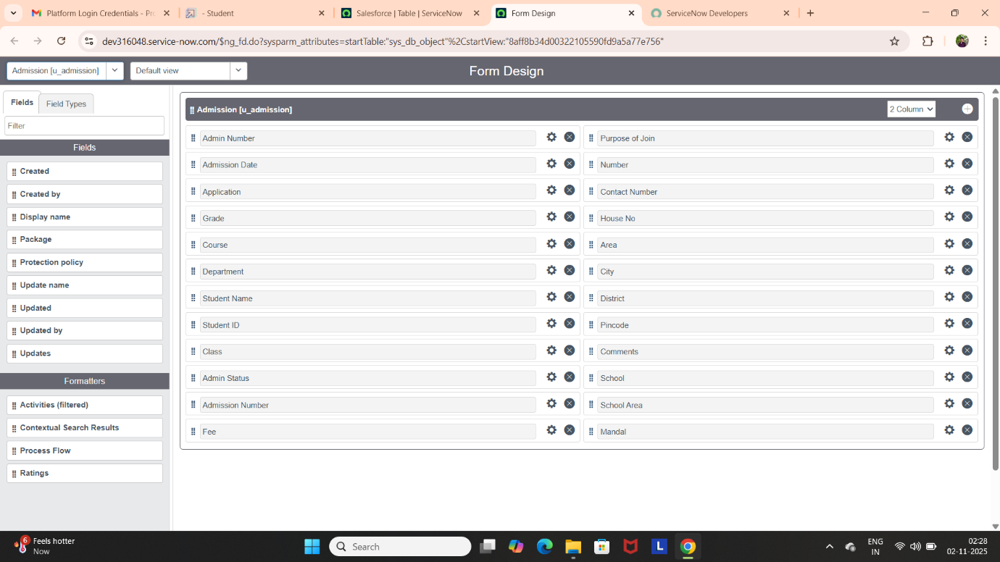 Platform Login Credentials - Pro
- Student
Salesforce | Table | ServiceNow
Form Design
ServiceNow Developers
dev316048.service-now.com/$ng_fd.do?sysparm_attributes=startTable:"sys_db_object"%2CstartView:"8aff8b34d00322105590fd9a5a77e756"
Admission [u_admission]
Default view
Form Design
Fields
Field Types
Filter
Fields
Created
Created by
Display name
Package
Protection policy
Update name
Updated
Updated by
Updates
Formatters
Activities (filtered)
Contextual Search Results
Process Flow
Ratings
Admission [u_admission]
2 Column
Admin Number
Purpose of Join
Admission Date
Number
Application
Contact Number
Grade
House No
Course
Area
Department
City
Student Name
District
Student ID
Pincode
Class
Comments
Admin Status
School
Admission Number
School Area
Fee
Mandal
6
Feels hotter
Now
Search
L
ENG
IN
02:28
02-11-2025